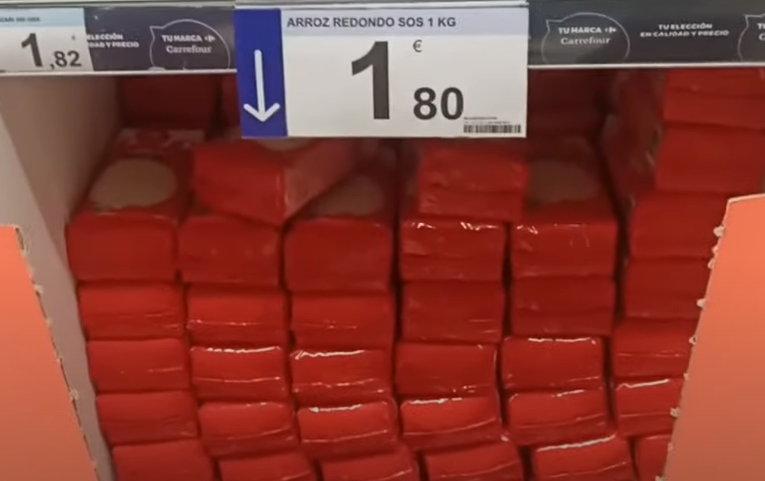 1,82
ELECCIÓN
DAD Y PRECIO
TU MARCA
Carrefour
ARROZ REDONDO SOS 1 KG
1 €
80
TU MARCA
Carrefour
TU ELECCIÓN
EN CALIDAD Y PRECIO